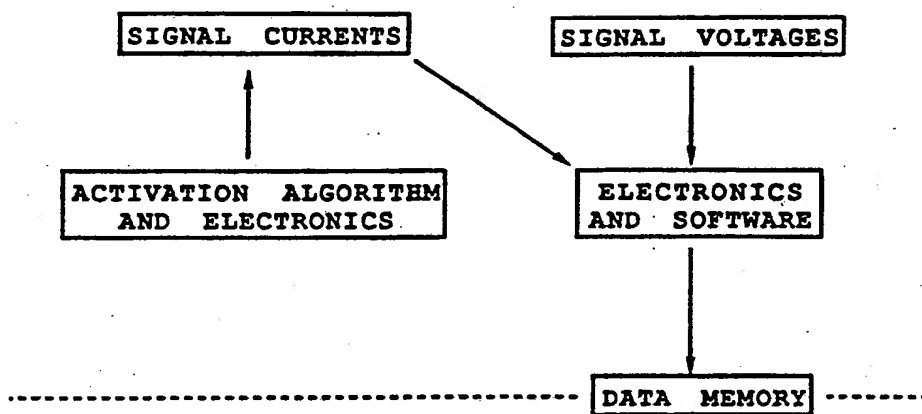 SIGNAL CURRENTS
SIGNAL VOLTAGES
ACTIVATION ALGORITHM
AND ELECTRONICS
ELECTRONICS
AND SOFTWARE
DATA MEMORY